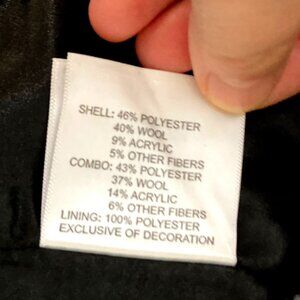 SHELL: 46% POLYESTER
40% WOOL
9% ACRYLIC
5% OTHER FIBERS
COMBO: 43% POLYESTER
37% WOOL
14% ACRYLIC
6% OTHER FIBERS
LINING: 100% POLYESTER
EXCLUSIVE OF DECORATION